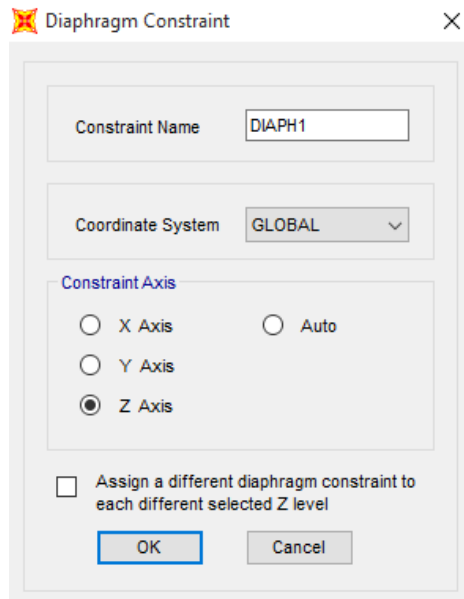 Diaphragm Constraint
Constraint Name
DIAPH1
Coordinate System
GLOBAL
Constraint Axis
X Axis
Auto
Y Axis
Z Axis
Assign a different diaphragm constraint to
each different selected Z level
OK
Cancel